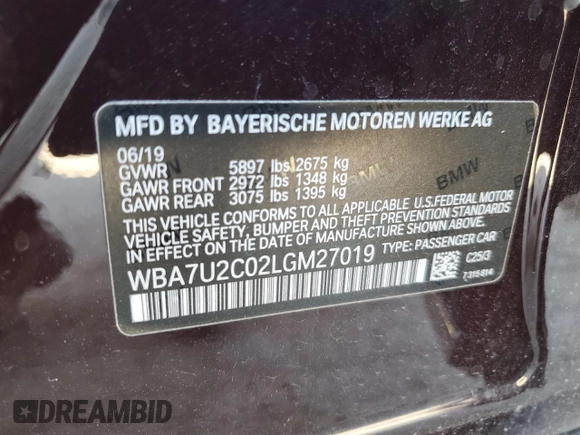 MFD BY BAYERISCHE MOTOREN WERKE AG
06/19
GVWR 5897 lbs 2675 kg
GAWR FRONT 2972 lbs 1348 kg
GAWR REAR 3075 lbs 1395 kg
THIS VEHICLE CONFORMS TO ALL APPLICABLE U.S.FEDERAL MOTOR
VEHICLE SAFETY, BUMPER, AND THEFT PREVENTION STANDARDS
IN EFFECT ON THE DATE OF MANUFACTURE SHOWN ABOVE.
WBA7U2C02LGM27019 TYPE: PASSENGER CAR
C25/3
7315814
BMW
DREAMBID